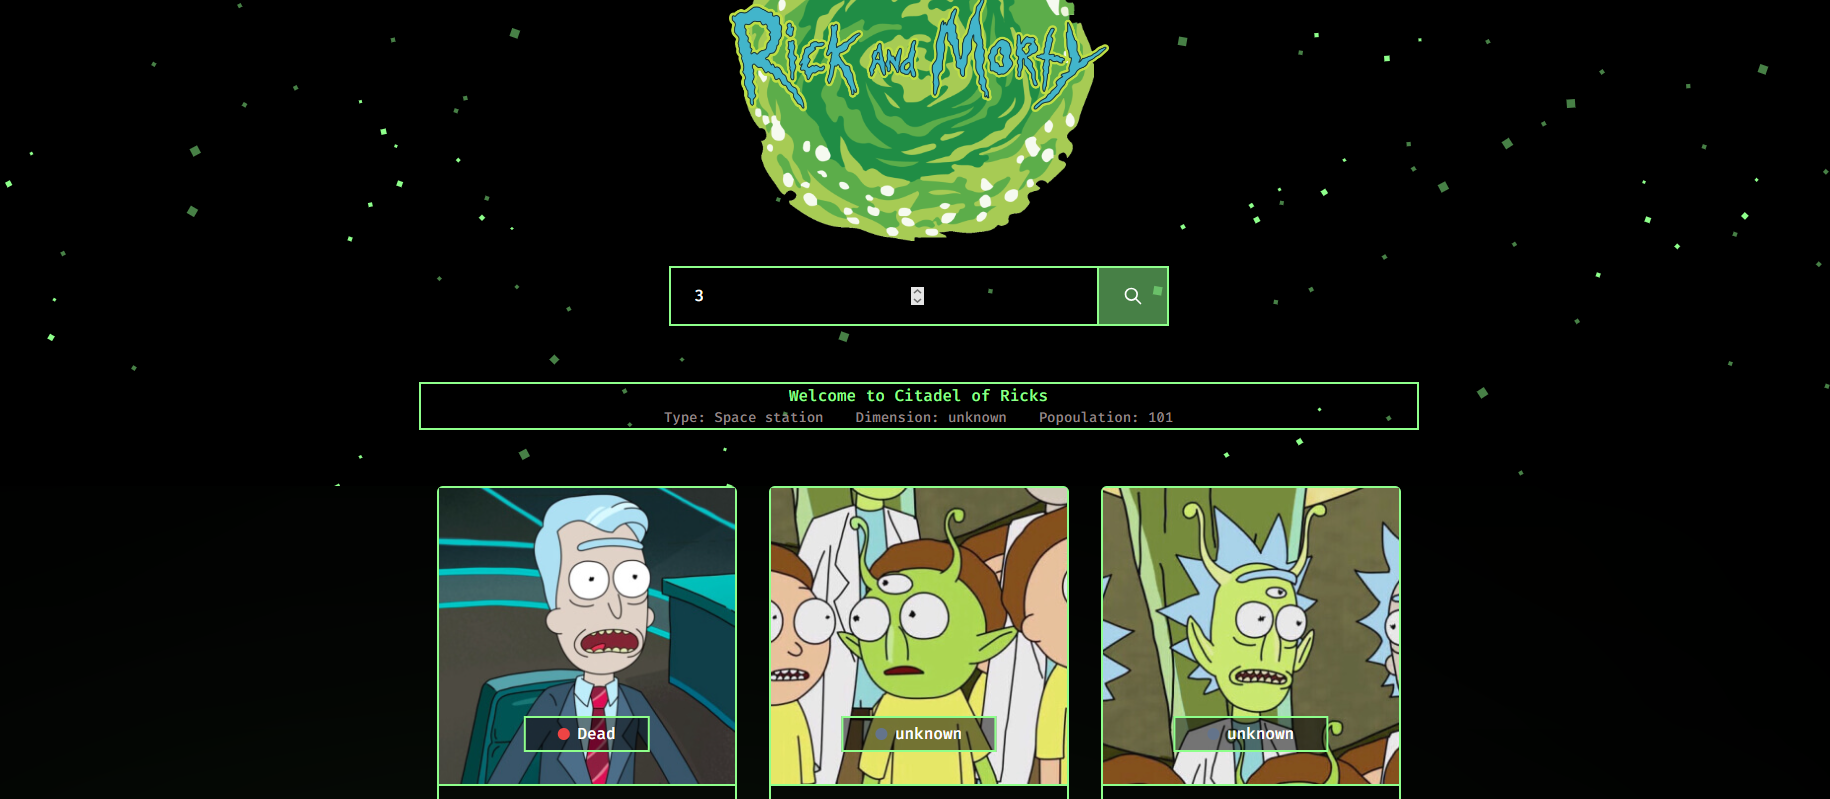 Rick and Morty
3
Welcome to Citadel of Ricks
Type: Space station Dimension: unknown Popoulation: 101
Dead
unknown
unknown